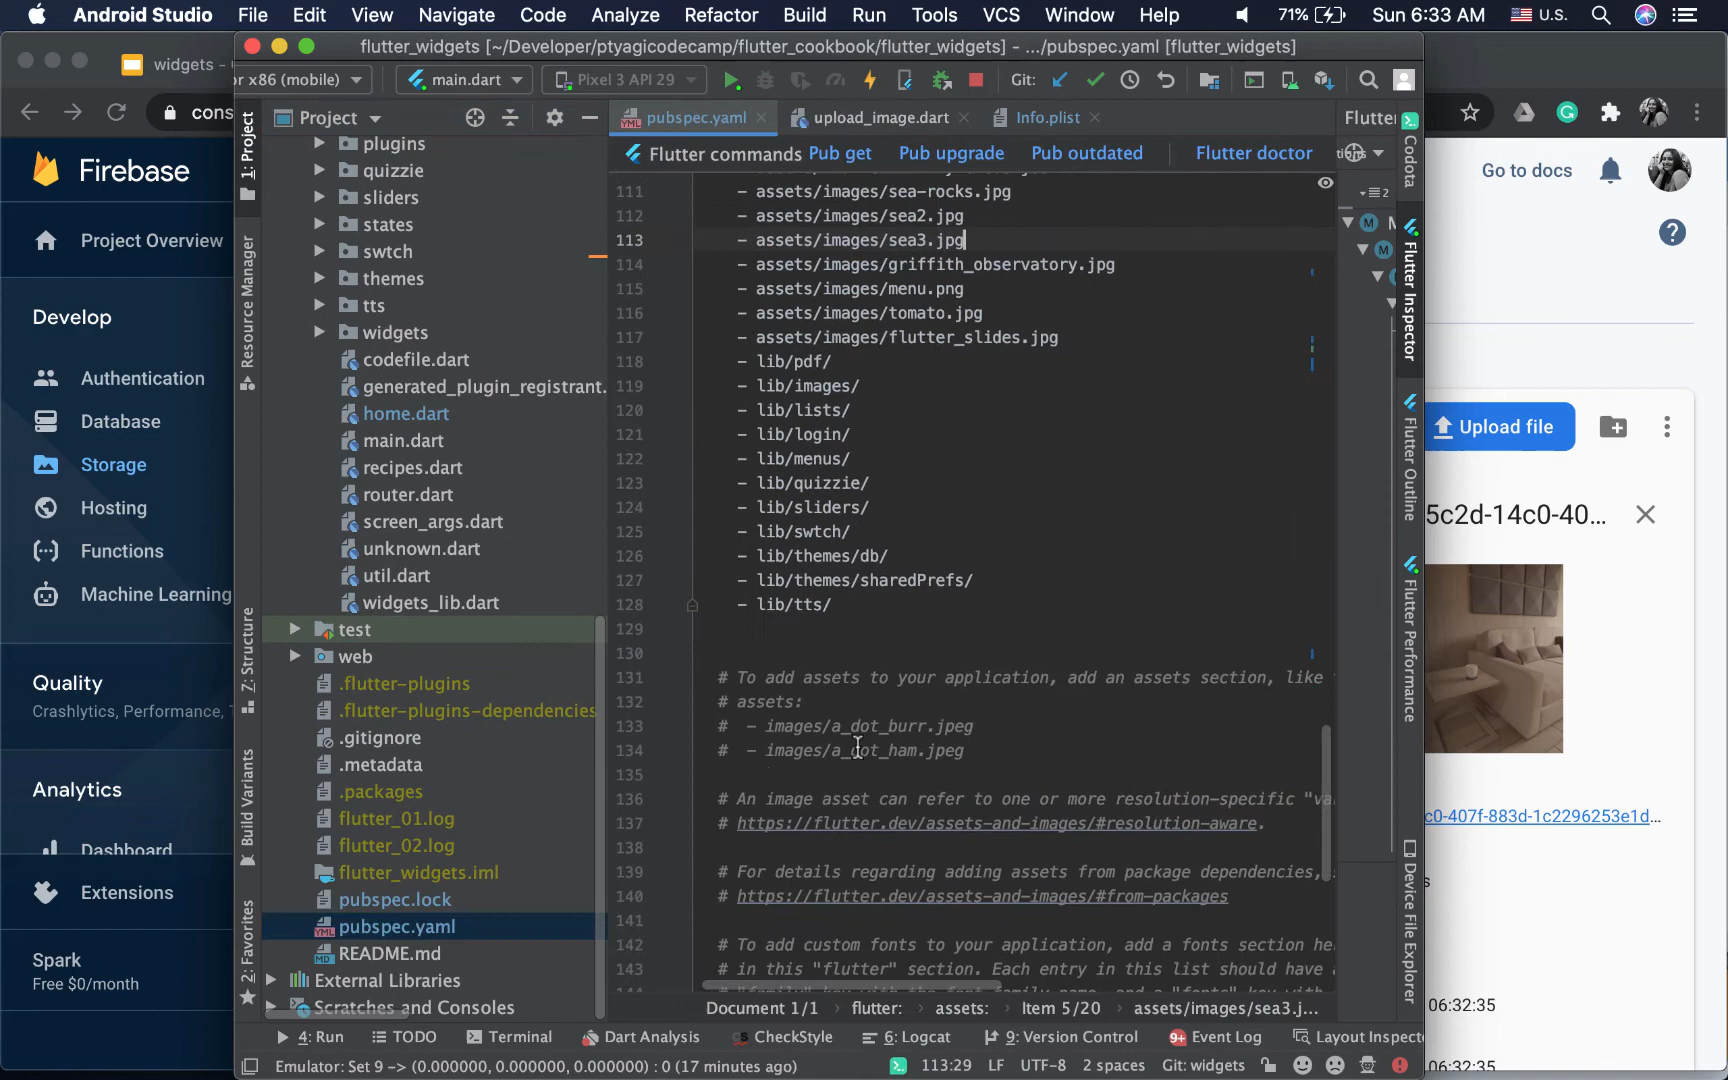 Android Studio File Edit View Navigate Code Analyze Refactor Build Run Tools VCS Window Help 71% Sun 6:33 AM U.S.
flutter_widgets [~/Developer/ptyagicodecamp/flutter_cookbook/flutter_widgets] - .../pubspec.yaml [flutter_widgets]
widgets -
or x86 (mobile) main.dart Pixel 3 API 29 Git:
cons
Project pubspec.yaml upload_image.dart Info.plist Flutter
Flutter commands Pub get Pub upgrade Pub outdated Flutter doctor
Firebase
Project Overview
Develop
Authentication
Database
Storage
Hosting
Functions
Machine Learning
Quality
Crashlytics, Performance, T
Analytics
Dashboard
Extensions
Spark
Free $0/month
1: Project
Resource Manager
Z: Structure
Build Variants
2: Favorites
plugins
quizzie
sliders
states
swtch
themes
tts
widgets
codefile.dart
generated_plugin_registrant.
home.dart
main.dart
recipes.dart
router.dart
screen_args.dart
unknown.dart
util.dart
widgets_lib.dart
test
web
.flutter-plugins
.flutter-plugins-dependencies
.gitignore
.metadata
.packages
flutter_01.log
flutter_02.log
flutter_widgets.iml
pubspec.lock
pubspec.yaml
README.md
External Libraries
Scratches and Consoles
111 - assets/images/sea-rocks.jpg
112 - assets/images/sea2.jpg
113 - assets/images/sea3.jpg
114 - assets/images/griffith_observatory.jpg
115 - assets/images/menu.png
116 - assets/images/tomato.jpg
117 - assets/images/flutter_slides.jpg
118 - lib/pdf/
119 - lib/images/
120 - lib/lists/
121 - lib/login/
122 - lib/menus/
123 - lib/quizzie/
124 - lib/sliders/
125 - lib/swtch/
126 - lib/themes/db/
127 - lib/themes/sharedPrefs/
128 - lib/tts/
129
130
131 # To add assets to your application, add an assets section, like
132 # assets:
133 #  - images/a_dot_burr.jpeg
134 #  - images/a_dot_ham.jpeg
135
136 # An image asset can refer to one or more resolution-specific "va
137 # https://flutter.dev/assets-and-images/#resolution-aware.
138
139 # For details regarding adding assets from package dependencies,
140 # https://flutter.dev/assets-and-images/#from-packages
141
142 # To add custom fonts to your application, add a fonts section he
143 # in this "flutter" section. Each entry in this list should have
Document 1/1 flutter: assets: Item 5/20 assets/images/sea3.j...
4: Run TODO Terminal Dart Analysis CheckStyle 6: Logcat 9: Version Control 9+ Event Log Layout Inspect
Emulator: Set 9 -> (0.000000, 0.000000, 0.000000) : 0 (17 minutes ago) 113:29 LF UTF-8 2 spaces Git: widgets
≡2
Codota
Flutter Inspector
Flutter Outline
Flutter Performance
Device File Explorer
Go to docs
Upload file
5c2d-14c0-40...
c0-407f-883d-1c2296253e1d...
06:32:35
06:32:35